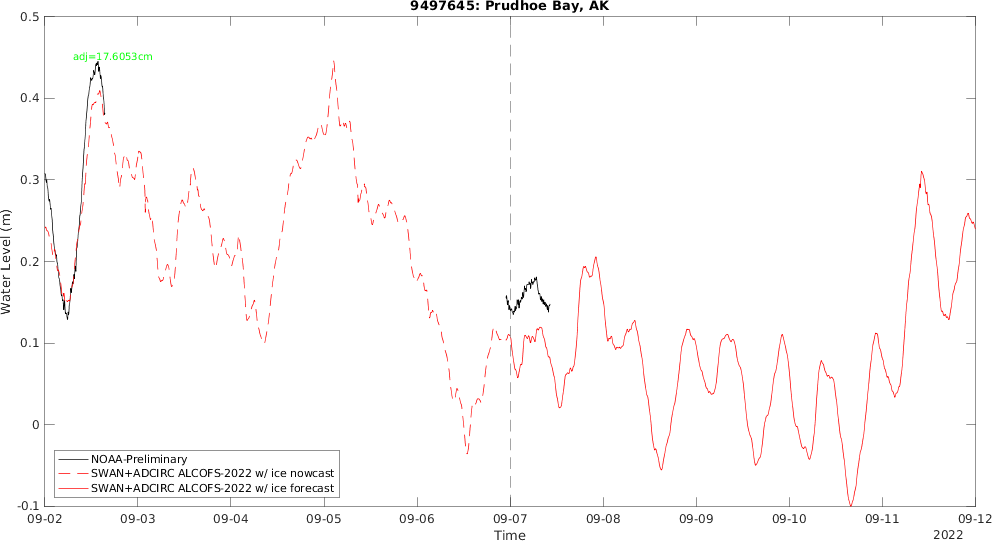 9497645: Prudhoe Bay, AK
adj=17.6053cm
Water Level (m)
0.5
0.4
0.3
0.2
0.1
0
-0.1
NOAA-Preliminary
SWAN+ADCIRC ALCOFS-2022 w/ ice nowcast
SWAN+ADCIRC ALCOFS-2022 w/ ice forecast
09-02 09-03 09-04 09-05 09-06 09-07 09-08 09-09 09-10 09-11 09-12
Time
2022